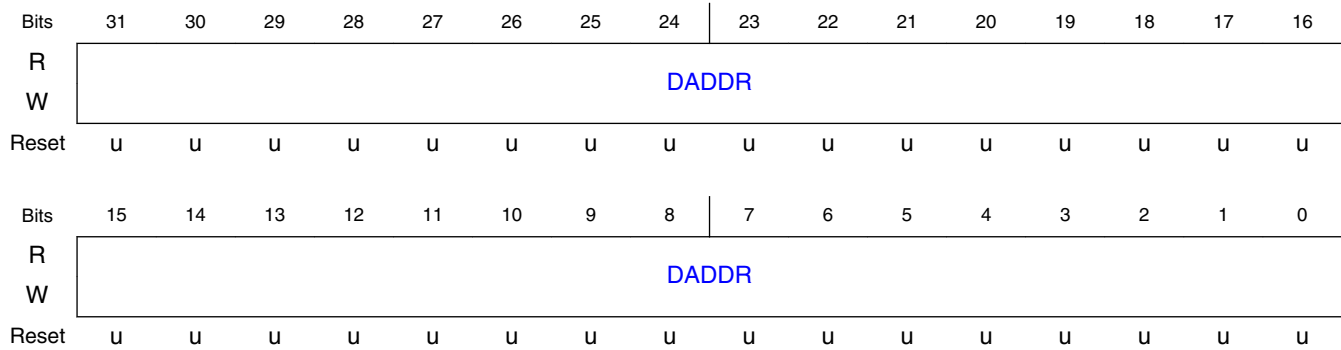 Bits 31 30 29 28 27 26 25 24 23 22 21 20 19 18 17 16
R
DADDR
W
Reset u u u u u u u u u u u u u u u u
Bits 15 14 13 12 11 10 9 8 7 6 5 4 3 2 1 0
R
DADDR
W
Reset u u u u u u u u u u u u u u u u